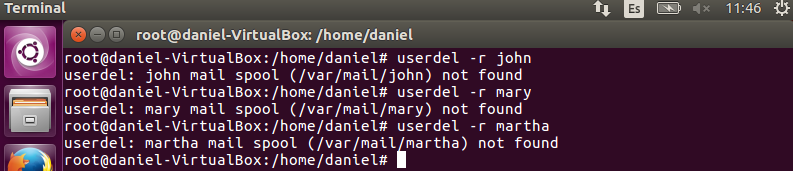 Terminal
Es
11:46
root@daniel-VirtualBox: /home/daniel
root@daniel-VirtualBox:/home/daniel# userdel -r john
userdel: john mail spool (/var/mail/john) not found
root@daniel-VirtualBox:/home/daniel# userdel -r mary
userdel: mary mail spool (/var/mail/mary) not found
root@daniel-VirtualBox:/home/daniel# userdel -r martha
userdel: martha mail spool (/var/mail/martha) not found
root@daniel-VirtualBox:/home/daniel#